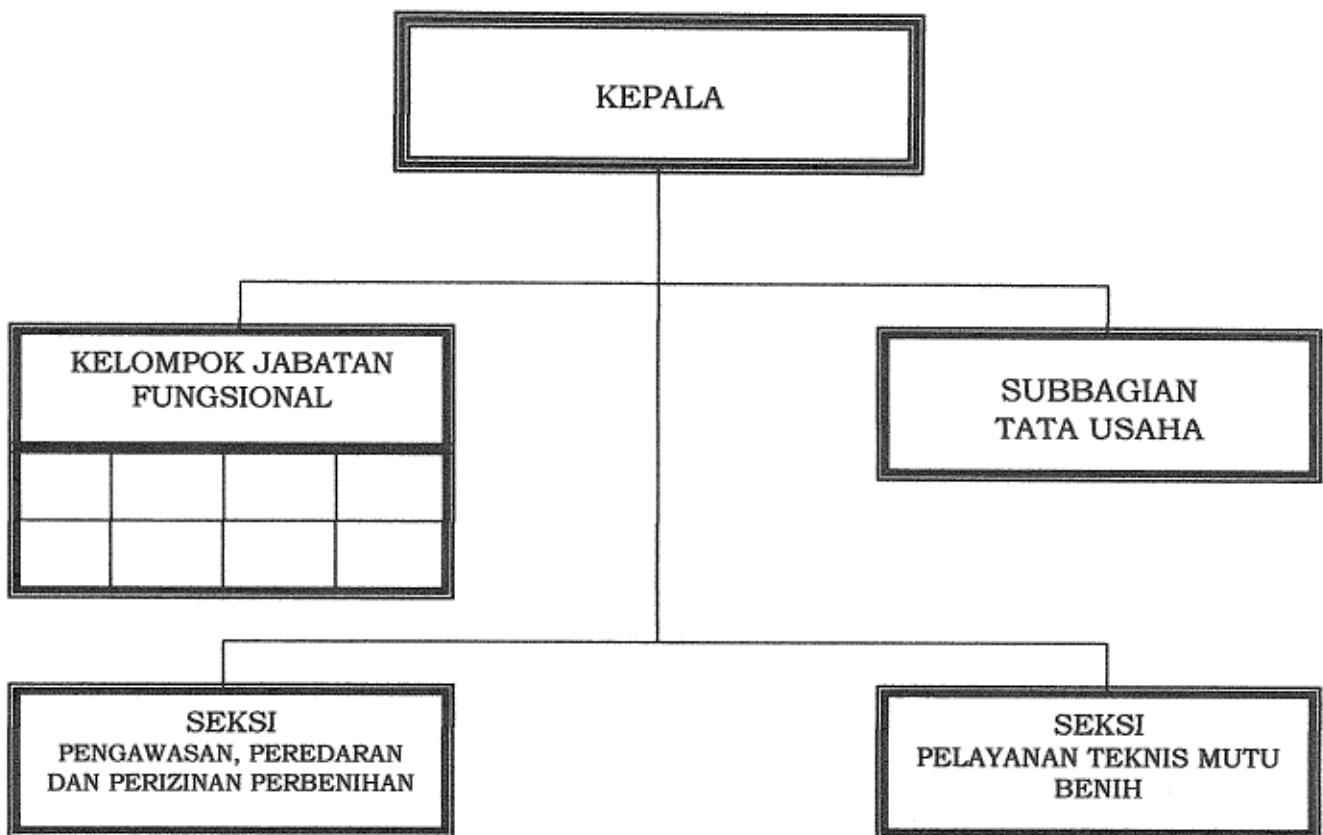 KEPALA
KELOMPOK JABATAN
FUNGSIONAL
SUBBAGIAN
TATA USAHA
SEKSI
PENGAWASAN, PEREDARAN
DAN PERIZINAN PERBENIHAN
SEKSI
PELAYANAN TEKNIS MUTU
BENIH